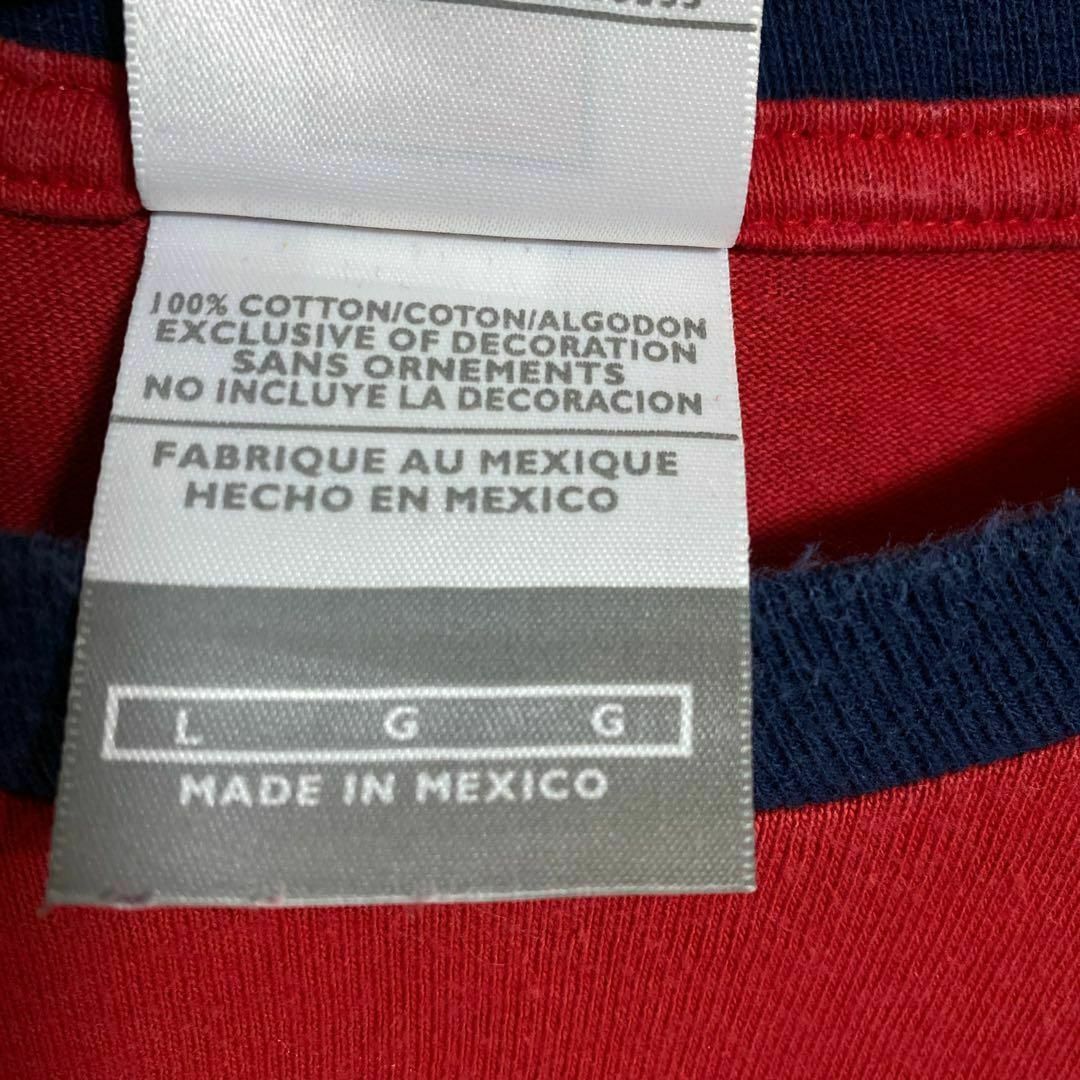 100% COTTON/COTON/ALGODON
EXCLUSIVE OF DECORATION
SANS ORNEMENTS
NO INCLUYE LA DECORACION
FABRIQUE AU MEXIQUE
HECHO EN MEXICO
L G G
MADE IN MEXICO